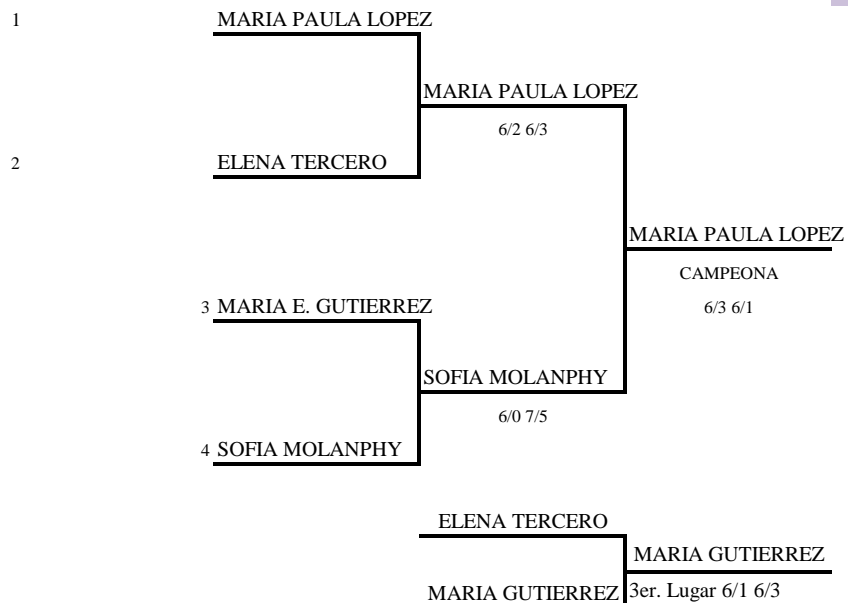 1 MARIA PAULA LOPEZ
MARIA PAULA LOPEZ
6/2 6/3
2 ELENA TERCERO
MARIA PAULA LOPEZ
CAMPEONA
3 MARIA E. GUTIERREZ
6/3 6/1
SOFIA MOLANPHY
6/0 7/5
4 SOFIA MOLANPHY
ELENA TERCERO
MARIA GUTIERREZ
MARIA GUTIERREZ 3er. Lugar 6/1 6/3